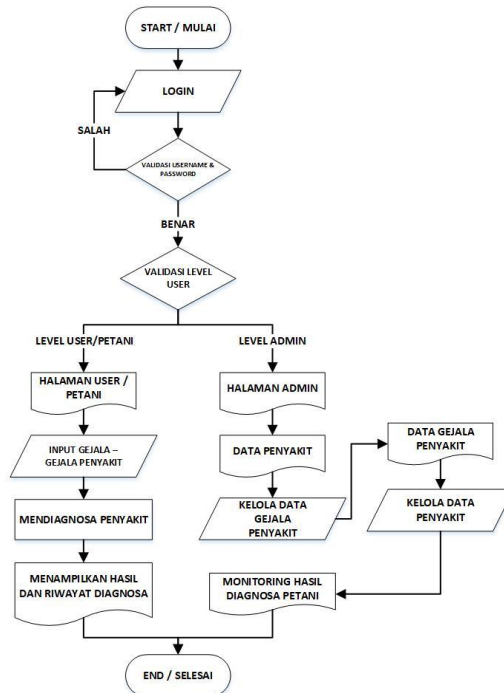 START / MULAI
LOGIN
SALAH
VALIDASI USERNAME &
PASSWORD
BENAR
VALIDASI LEVEL
USER
LEVEL USER/PETANI
LEVEL ADMIN
HALAMAN USER /
PETANI
HALAMAN ADMIN
INPUT GEJALA –
GEJALA PENYAKIT
DATA PENYAKIT
DATA GEJALA
PENYAKIT
MENDIAGNOSA PENYAKIT
KELOLA DATA
GEJALA
PENYAKIT
KELOLA DATA
PENYAKIT
MENAMPILKAN HASIL
DAN RIWAYAT DIAGNOSA
MONITORING HASIL
DIAGNOSA PETANI
END / SELESAI